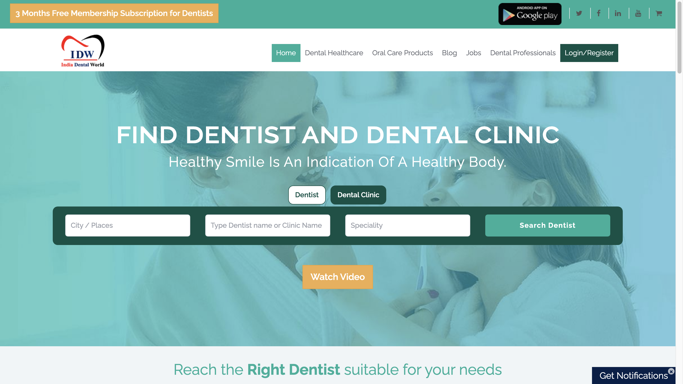 3 Months Free Membership Subscription for Dentists
ANDROID APP ON
Google play
IDW
India Dental World
Home
Dental Healthcare
Oral Care Products
Blog
Jobs
Dental Professionals
Login/Register
FIND DENTIST AND DENTAL CLINIC
Healthy Smile Is An Indication Of A Healthy Body.
Dentist
Dental Clinic
City / Places
Type Dentist name or Clinic Name
Speciality
Search Dentist
Watch Video
Reach the Right Dentist suitable for your needs
Get Notifications